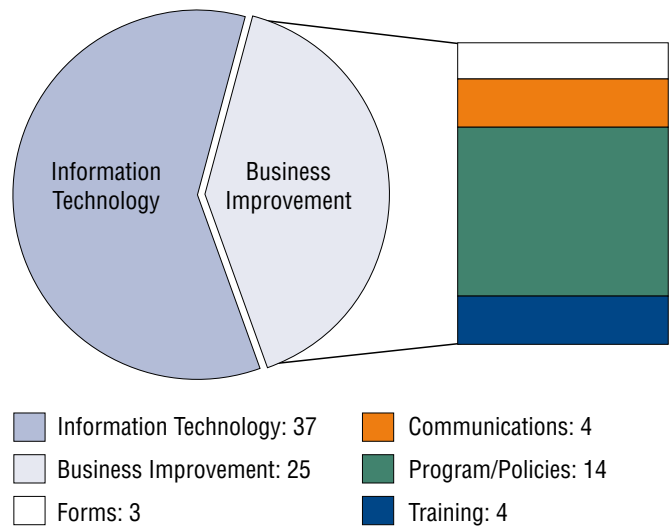 Information
Technology
Business
Improvement
Information Technology: 37
Business Improvement: 25
Forms: 3
Communications: 4
Program/Policies: 14
Training: 4